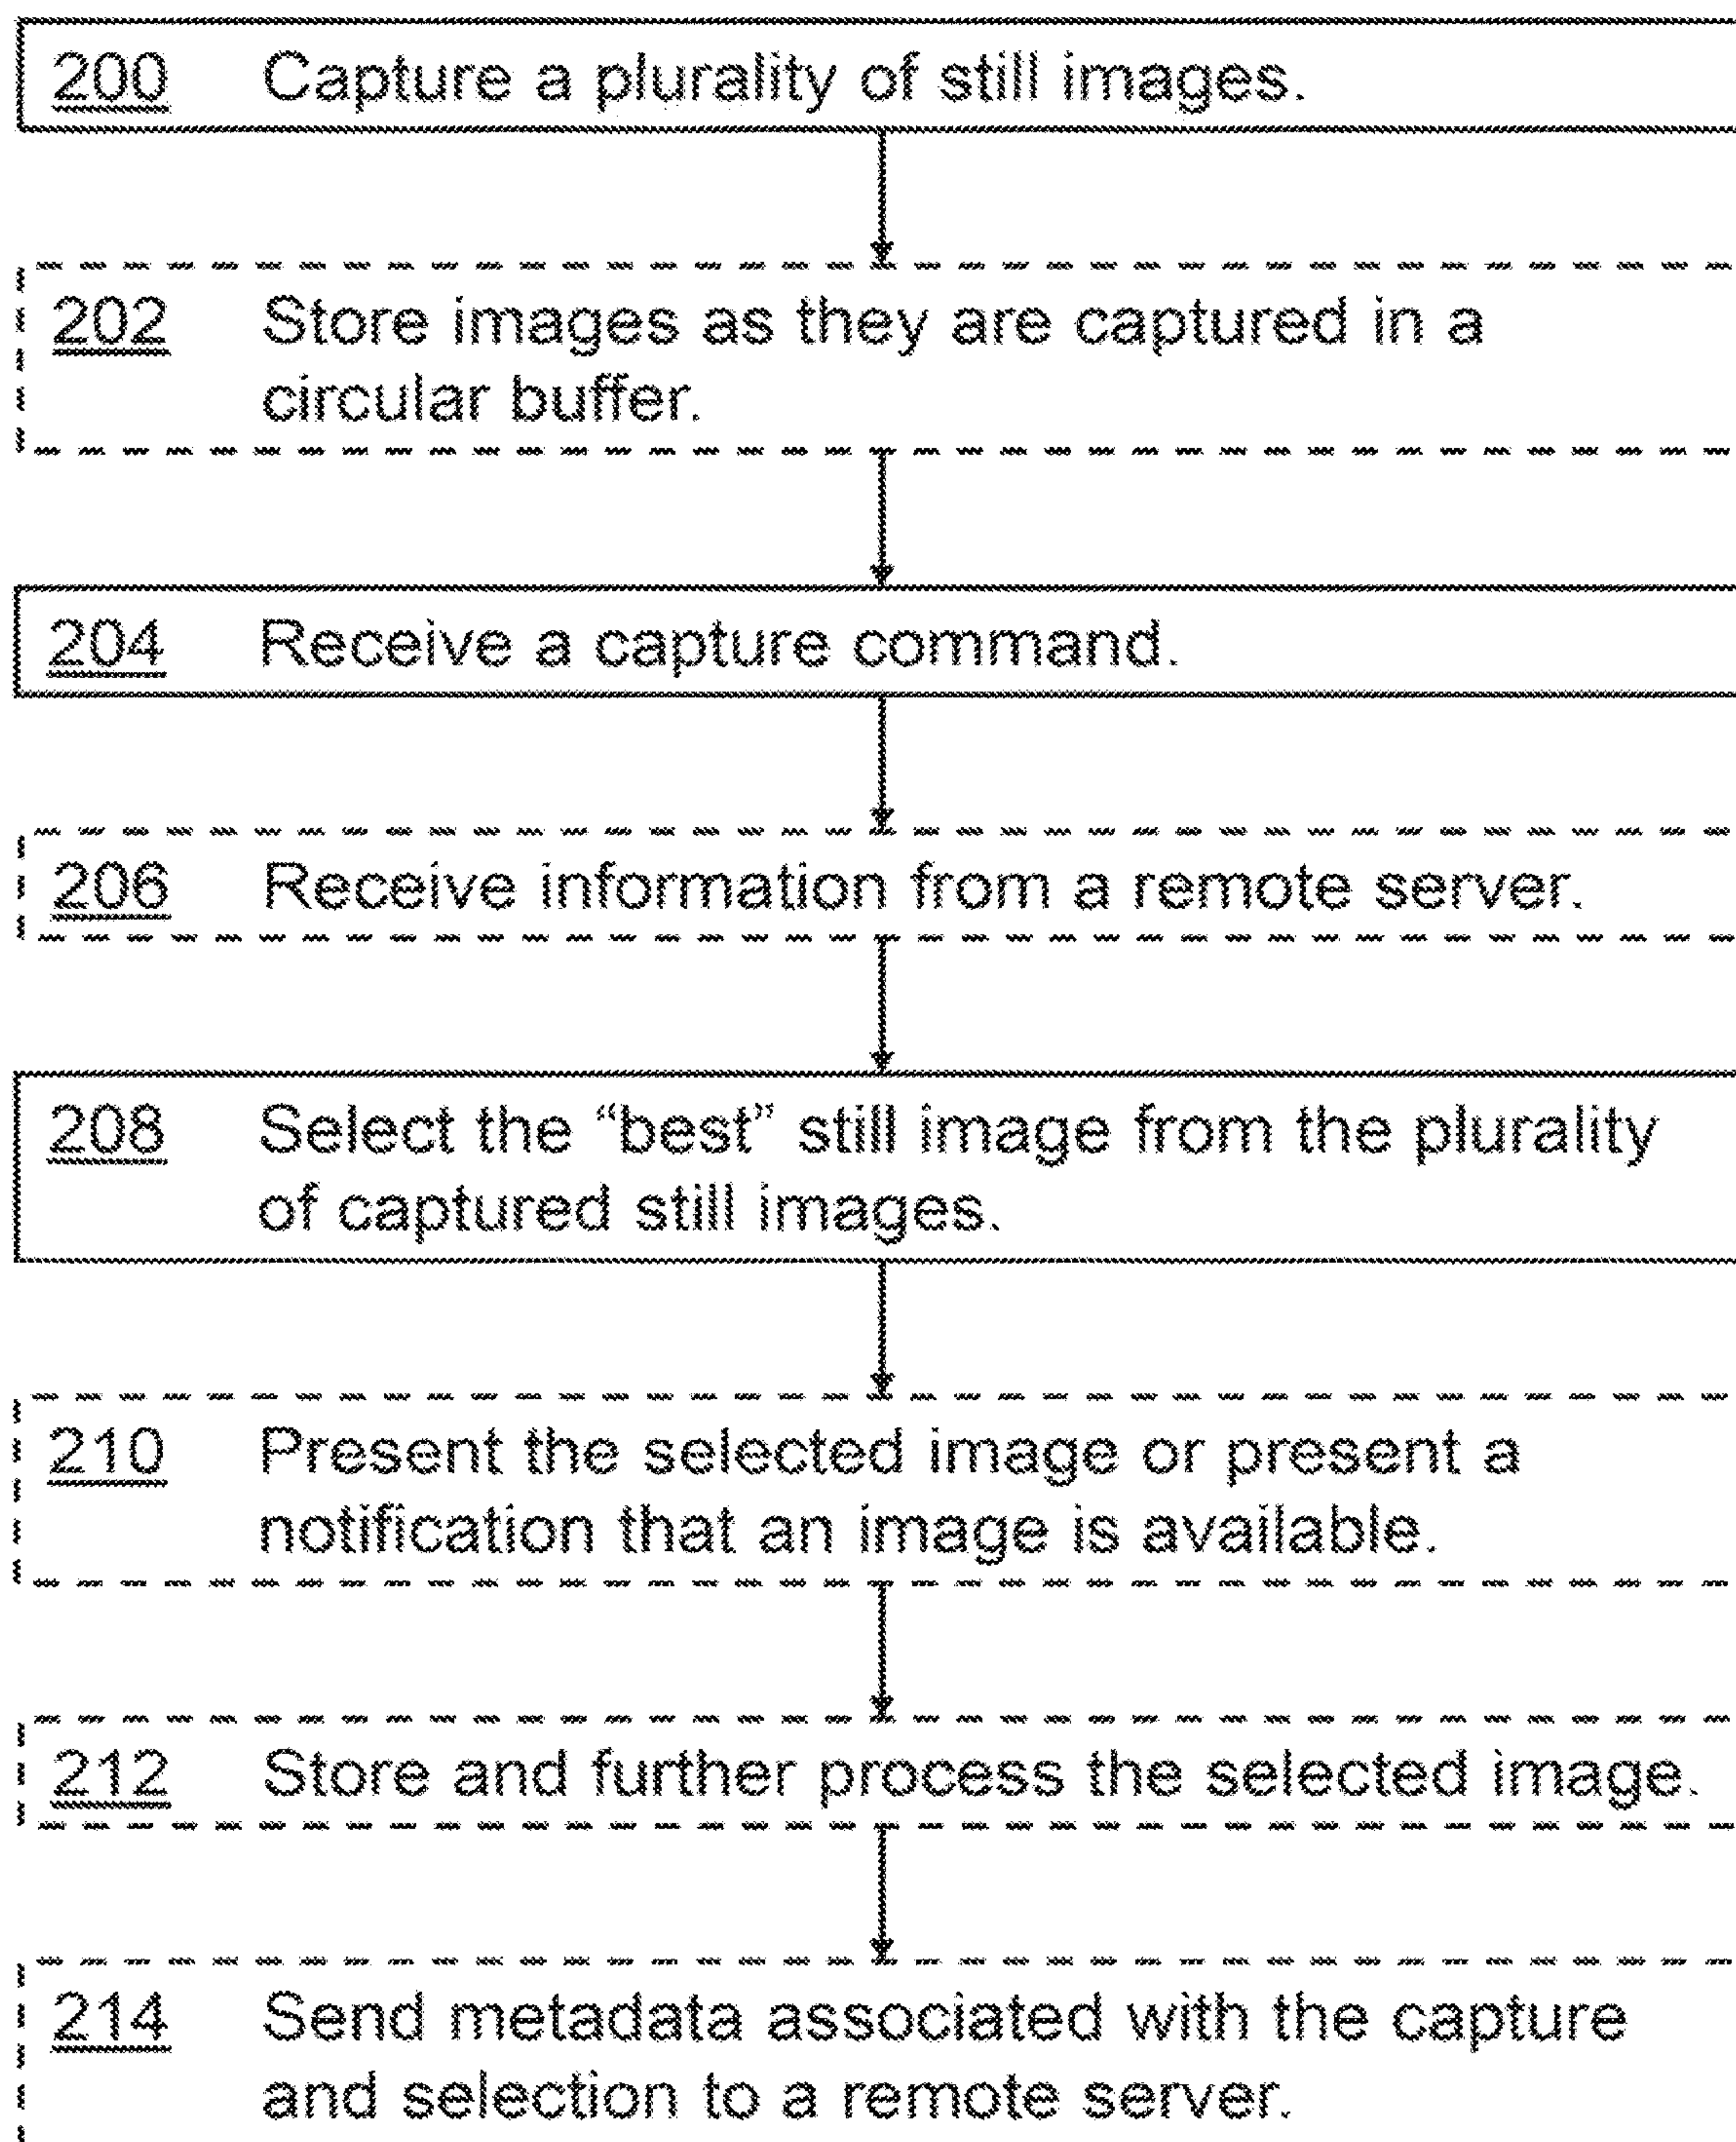 200 Capture a plurality of still images.
202 Store images as they are captured in a
circular buffer.
204 Receive a capture command.
206 Receive information from a remote server.
208 Select the “best” still image from the plurality
of captured still images.
210 Present the selected image or present a
notification that an image is available.
212 Store and further process the selected image.
214 Send metadata associated with the capture
and selection to a remote server.